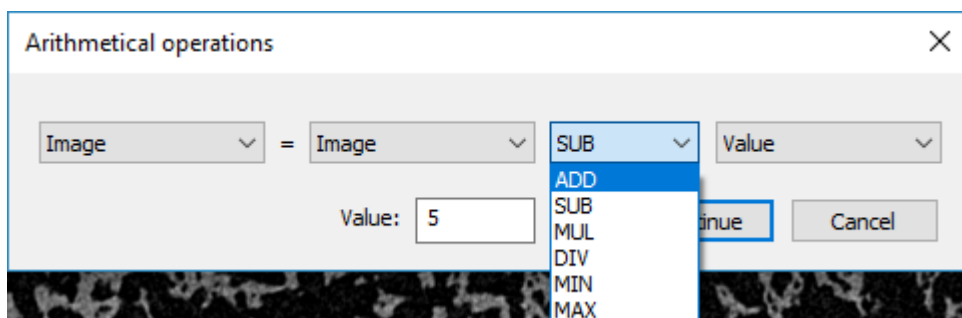 Arithmetical operations
Image = Image SUB Value
ADD
SUB
Value: 5 Cancel
MUL
DIV
MIN
MAX